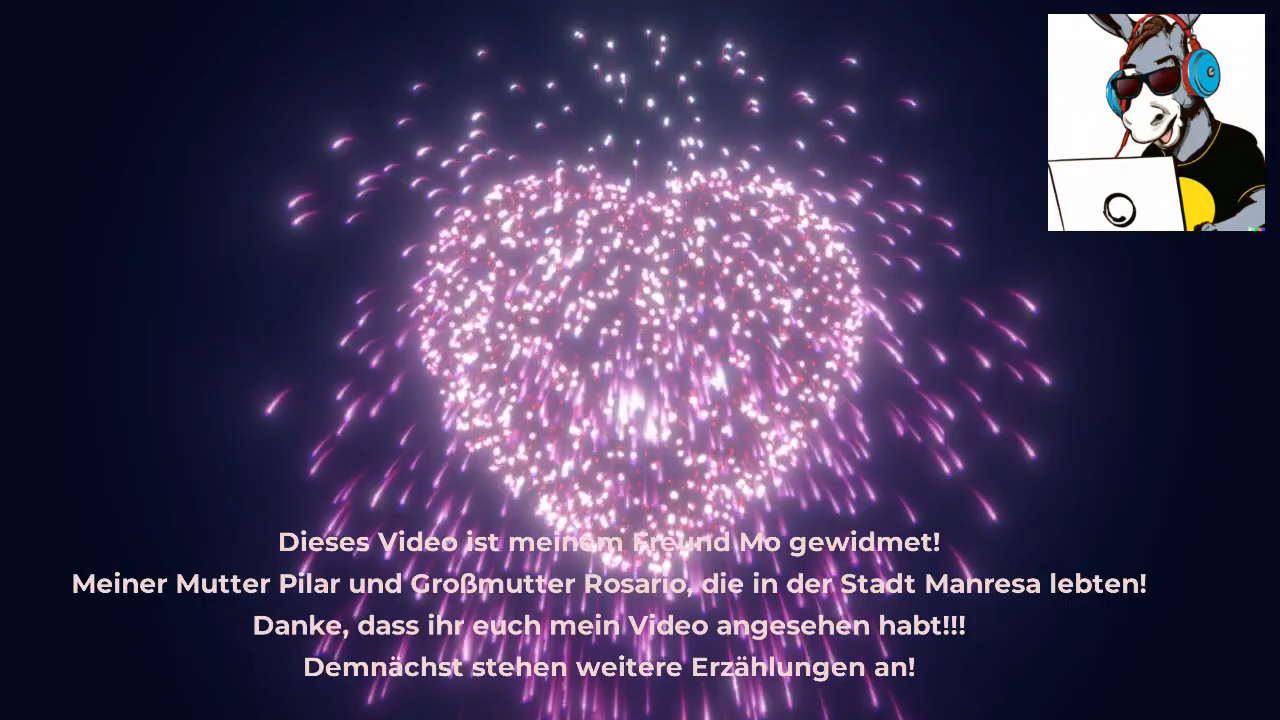 Dieses Video ist meinem Freund Mo gewidmet!
Meiner Mutter Pilar und Großmutter Rosario, die in der Stadt Manresa lebten!
Danke, dass ihr euch mein Video angesehen habt!!!
Demnächst stehen weitere Erzählungen an!